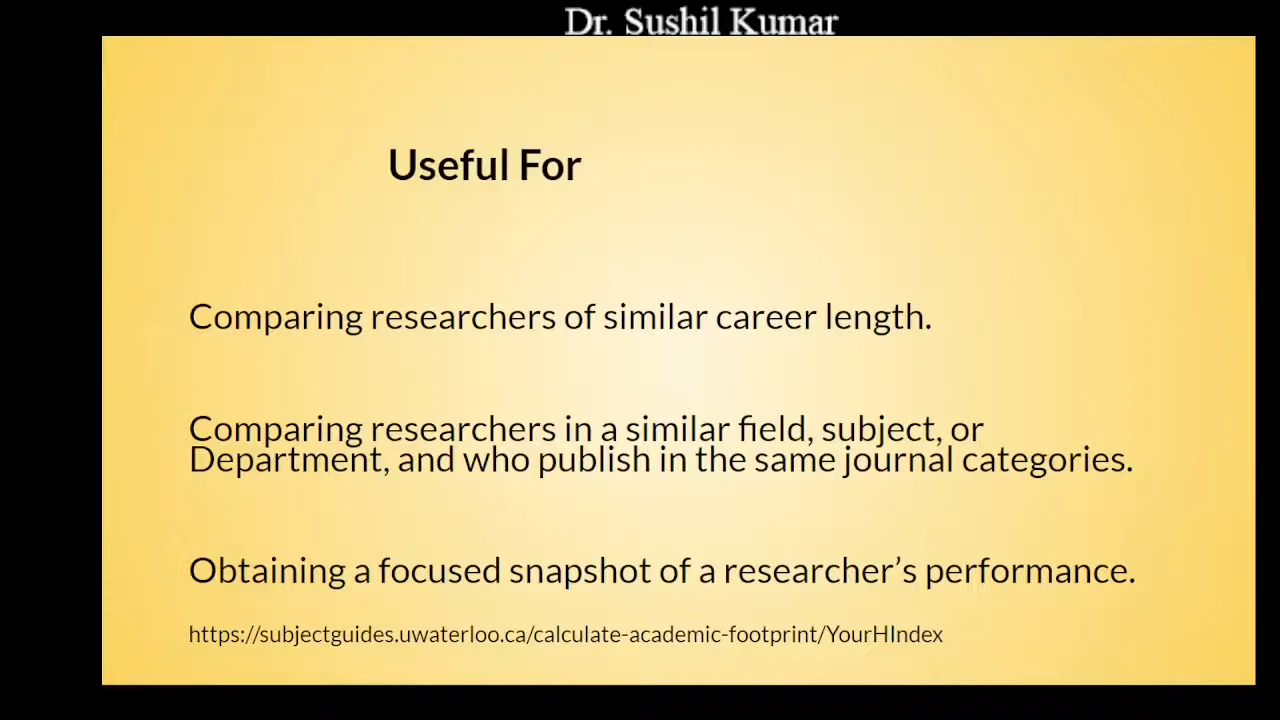 Dr. Sushil Kumar
Useful For
Comparing researchers of similar career length.
Comparing researchers in a similar field, subject, or
Department, and who publish in the same journal categories.
Obtaining a focused snapshot of a researcher’s performance.
https://subjectguides.uwaterloo.ca/calculate-academic-footprint/YourHIndex